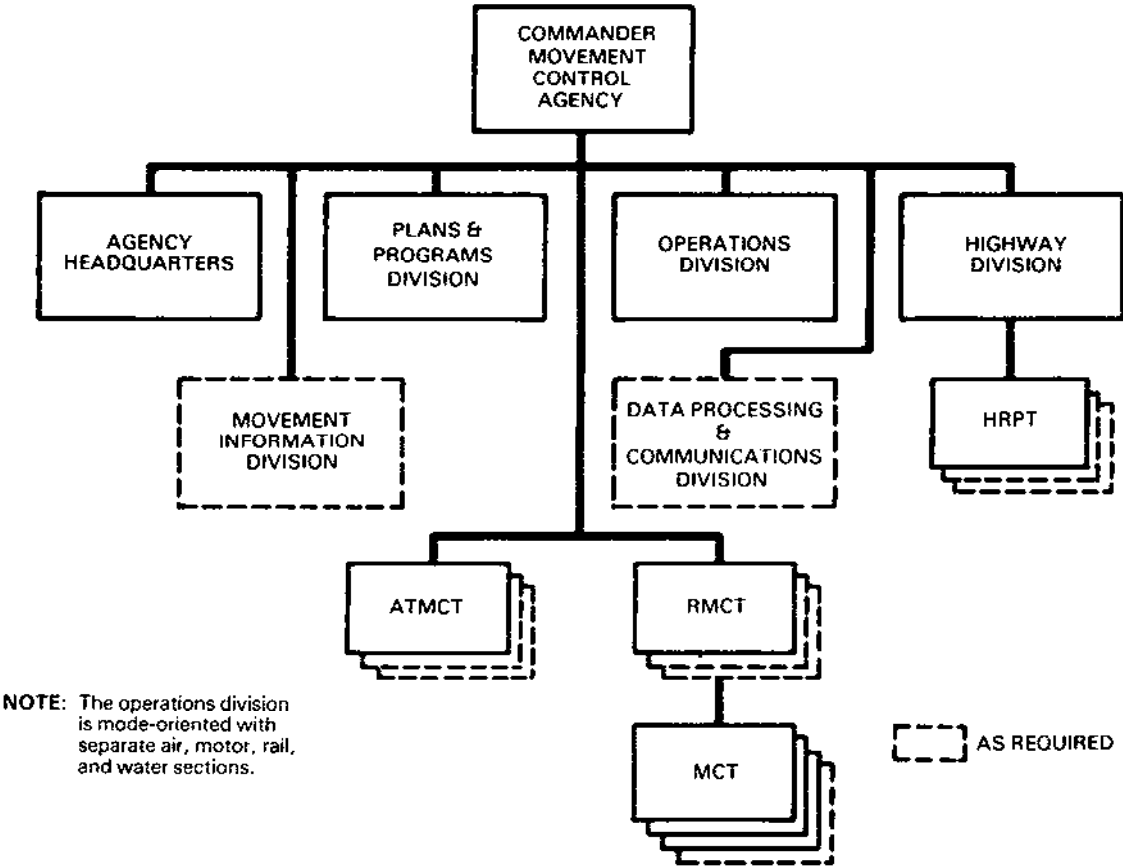 COMMANDER
MOVEMENT
CONTROL
AGENCY
AGENCY
HEADQUARTERS
PLANS &
PROGRAMS
DIVISION
OPERATIONS
DIVISION
HIGHWAY
DIVISION
MOVEMENT
INFORMATION
DIVISION
DATA PROCESSING
&
COMMUNICATIONS
DIVISION
HRPT
ATMCT
RMCT
MCT
NOTE: The operations division
is mode-oriented with
separate air, motor, rail,
and water sections.
AS REQUIRED